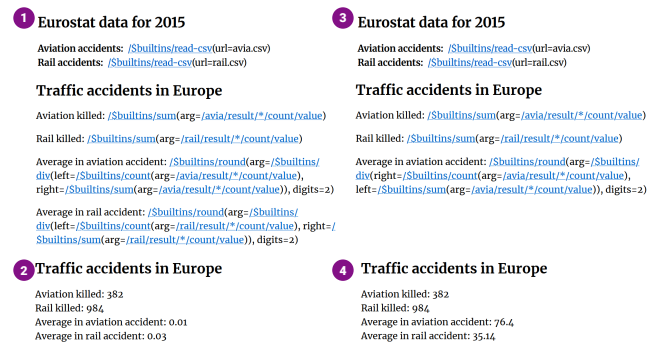 1
Eurostat data for 2015
Aviation accidents: /$builtins/read-csv(url=avia.csv)
Rail accidents: /$builtins/read-csv(url=rail.csv)
Traffic accidents in Europe
Aviation killed: /$builtins/sum(arg=/avia/result/*/count/value)
Rail killed: /$builtins/sum(arg=/rail/result/*/count/value)
Average in aviation accident: /$builtins/round(arg=/$builtins/
div(left=/$builtins/count(arg=/avia/result/*/count/value),
right=/$builtins/sum(arg=/avia/result/*/count/value)), digits=2)
Average in rail accident: /$builtins/round(arg=/$builtins/
div(left=/$builtins/count(arg=/rail/result/*/count/value), right=/
$builtins/sum(arg=/rail/result/*/count/value)), digits=2)
2
Traffic accidents in Europe
Aviation killed: 382
Rail killed: 984
Average in aviation accident: 0.01
Average in rail accident: 0.03
3
Eurostat data for 2015
Aviation accidents: /$builtins/read-csv(url=avia.csv)
Rail accidents: /$builtins/read-csv(url=rail.csv)
Traffic accidents in Europe
Aviation killed: /$builtins/sum(arg=/avia/result/*/count/value)
Rail killed: /$builtins/sum(arg=/rail/result/*/count/value)
Average in aviation accident: /$builtins/round(arg=/$builtins/
div(right=/$builtins/count(arg=/avia/result/*/count/value),
left=/$builtins/sum(arg=/avia/result/*/count/value)), digits=2)
4
Traffic accidents in Europe
Aviation killed: 382
Rail killed: 984
Average in aviation accident: 76.4
Average in rail accident: 35.14